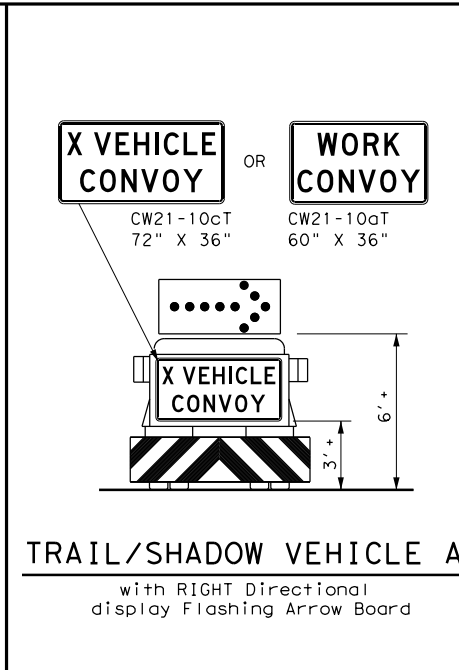 X VEHICLE
CONVOY
OR
WORK
CONVOY
CW21-10cT
72" X 36"
CW21-10aT
60" X 36"
X VEHICLE
CONVOY
6'+
3'+
TRAIL/SHADOW VEHICLE A
with RIGHT Directional
display Flashing Arrow Board